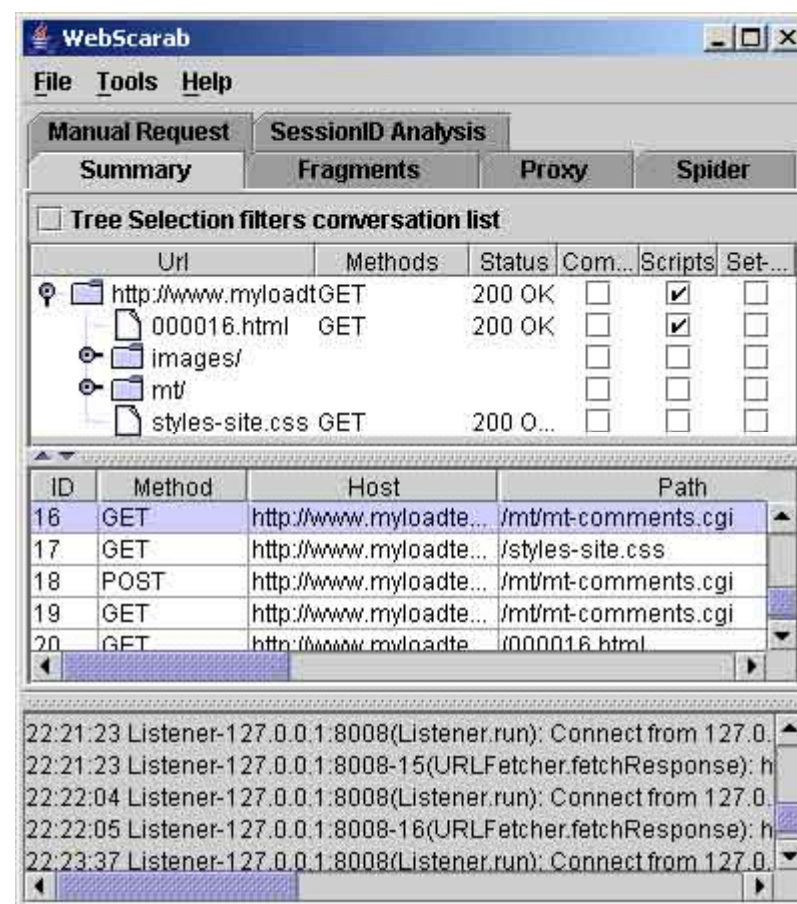 WebScarab
File Tools Help
Manual Request SessionID Analysis
Summary Fragments Proxy Spider
Tree Selection filters conversation list
Url Methods Status Com... Scripts Set-...
http://www.myloadt GET 200 OK
000016.html GET 200 OK
images/
mt/
styles-site.css GET 200 O...
ID Method Host Path
16 GET http://www.myloadte... /mt/mt-comments.cgi
17 GET http://www.myloadte... /styles-site.css
18 POST http://www.myloadte... /mt/mt-comments.cgi
19 GET http://www.myloadte... /mt/mt-comments.cgi
20 GET http://www.myloadte... /000016.html
22:21:23 Listener-127.0.0.1:8008(Listener.run): Connect from 127.0.
22:21:23 Listener-127.0.0.1:8008-15(URLFetcher.fetchResponse): h
22:22:04 Listener-127.0.0.1:8008(Listener.run): Connect from 127.0.
22:22:05 Listener-127.0.0.1:8008-16(URLFetcher.fetchResponse): h
22:23:37 Listener-127.0.0.1:8008(Listener.run): Connect from 127.0.